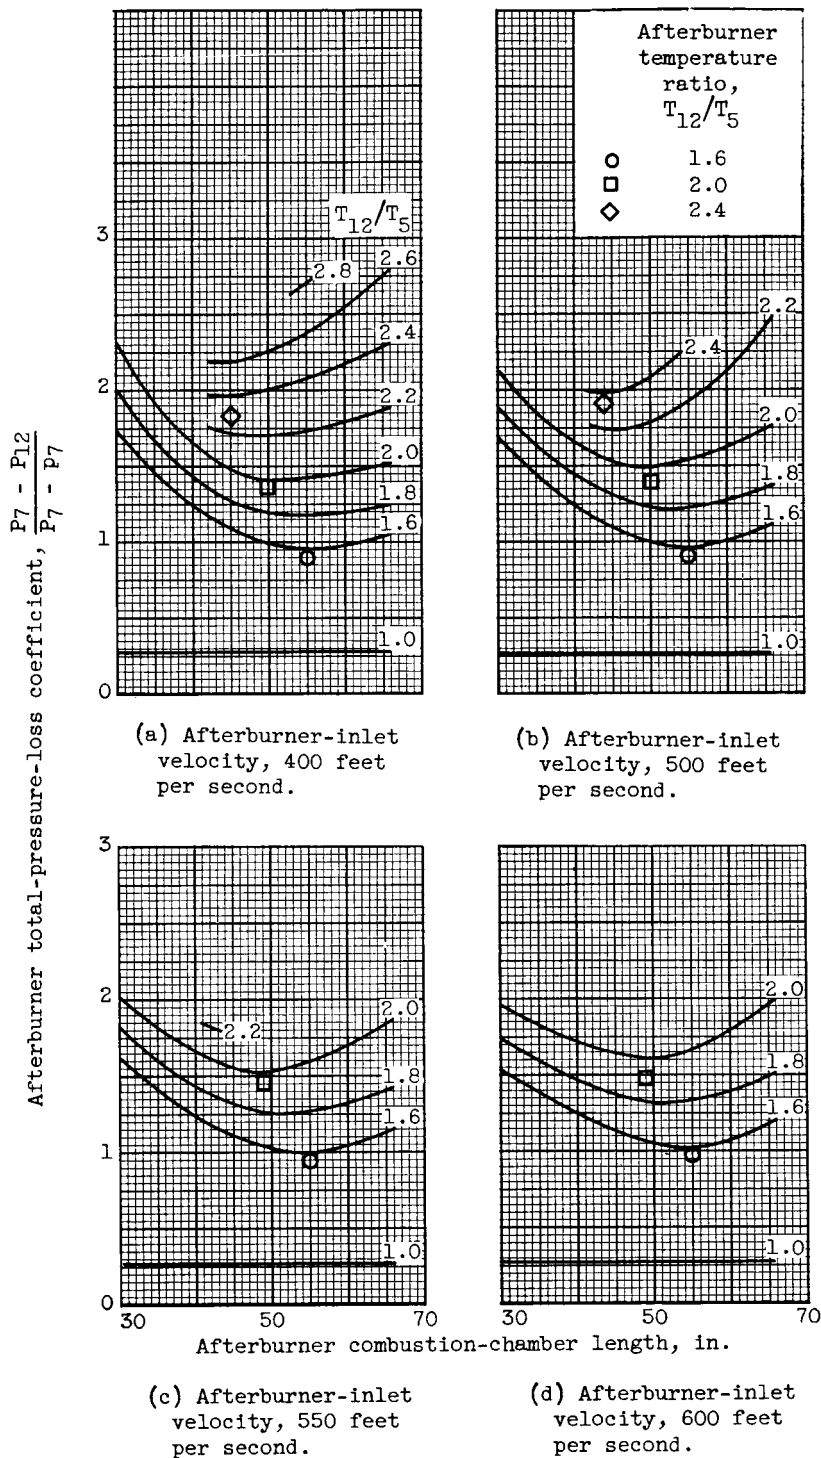 Afterburner total-pressure-loss coefficient, P7 - P12 / P7 - p7
3
2
1
0
T12/T5
2.8
2.6
2.4
2.2
2.0
1.8
1.6
1.0
(a) Afterburner-inlet
velocity, 400 feet
per second.
Afterburner
temperature
ratio,
T12/T5
○ 1.6
□ 2.0
◇ 2.4
2.2
2.4
2.0
1.8
1.6
1.0
(b) Afterburner-inlet
velocity, 500 feet
per second.
3
2
1
0
2.2
2.0
1.8
1.6
1.0
30 50 70
2.0
1.8
1.6
1.0
30 50 70
Afterburner combustion-chamber length, in.
(c) Afterburner-inlet
velocity, 550 feet
per second.
(d) Afterburner-inlet
velocity, 600 feet
per second.